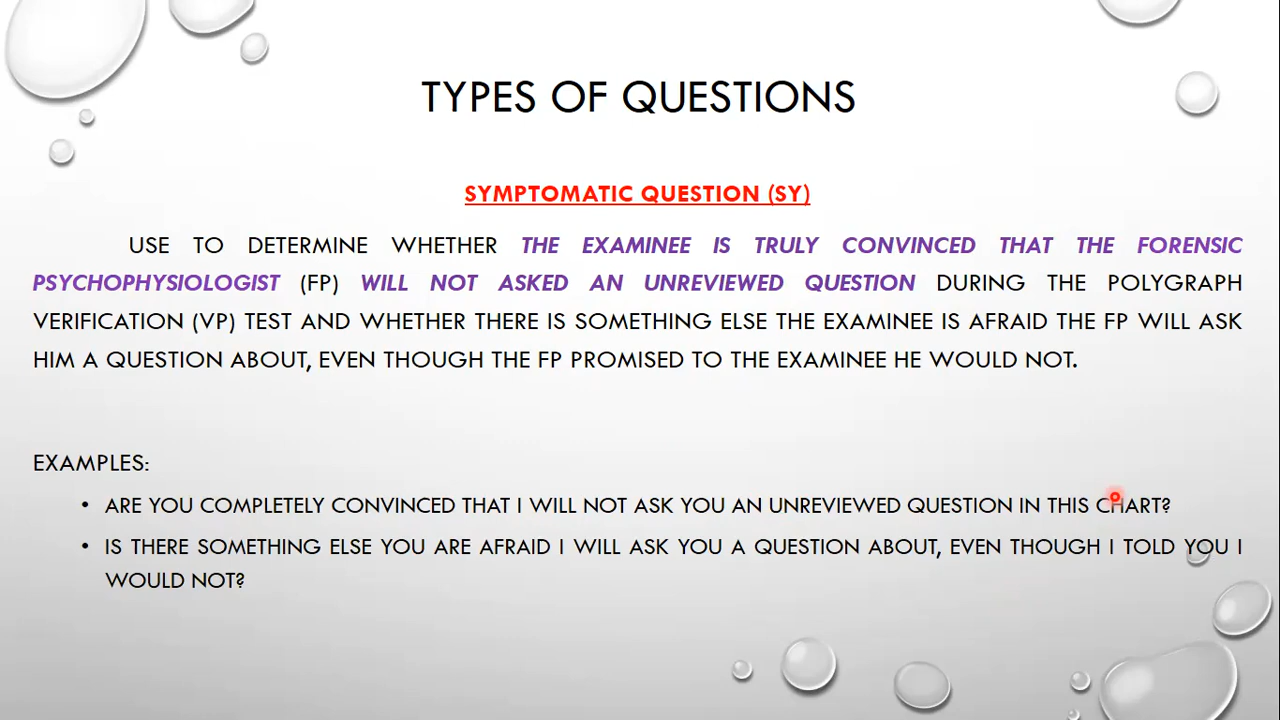 TYPES OF QUESTIONS
SYMPTOMATIC QUESTION (SY)
USE TO DETERMINE WHETHER THE EXAMINEE IS TRULY CONVINCED THAT THE FORENSIC
PSYCHOPHYSIOLOGIST (FP) WILL NOT ASKED AN UNREVIEWED QUESTION DURING THE POLYGRAPH
VERIFICATION (VP) TEST AND WHETHER THERE IS SOMETHING ELSE THE EXAMINEE IS AFRAID THE FP WILL ASK
HIM A QUESTION ABOUT, EVEN THOUGH THE FP PROMISED TO THE EXAMINEE HE WOULD NOT.
EXAMPLES:
• ARE YOU COMPLETELY CONVINCED THAT I WILL NOT ASK YOU AN UNREVIEWED QUESTION IN THIS CHART?
• IS THERE SOMETHING ELSE YOU ARE AFRAID I WILL ASK YOU A QUESTION ABOUT, EVEN THOUGH I TOLD YOU I
WOULD NOT?